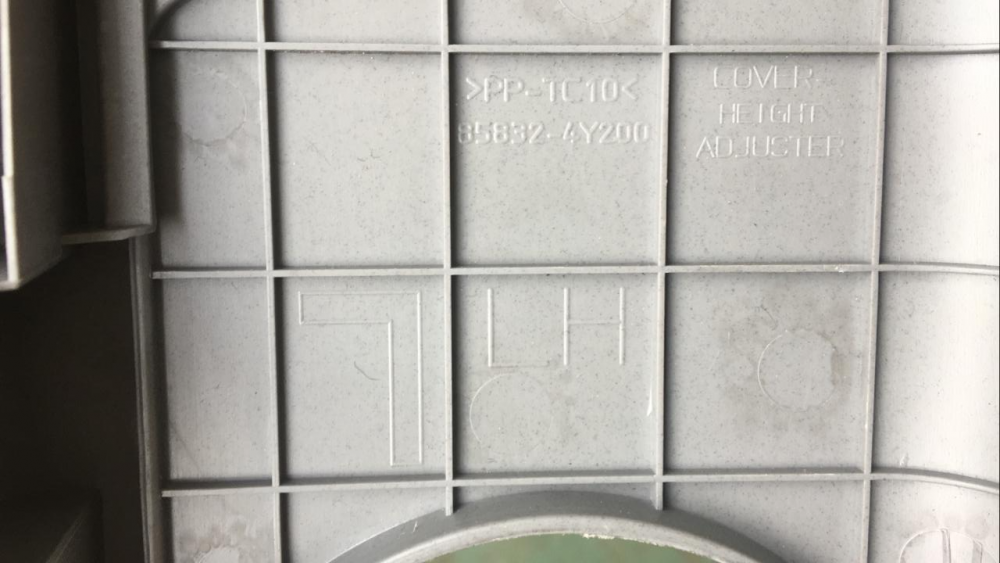 >PP-TC10<
85832-4Y200
COVER-
HEIGHT
ADJUSTER
LH